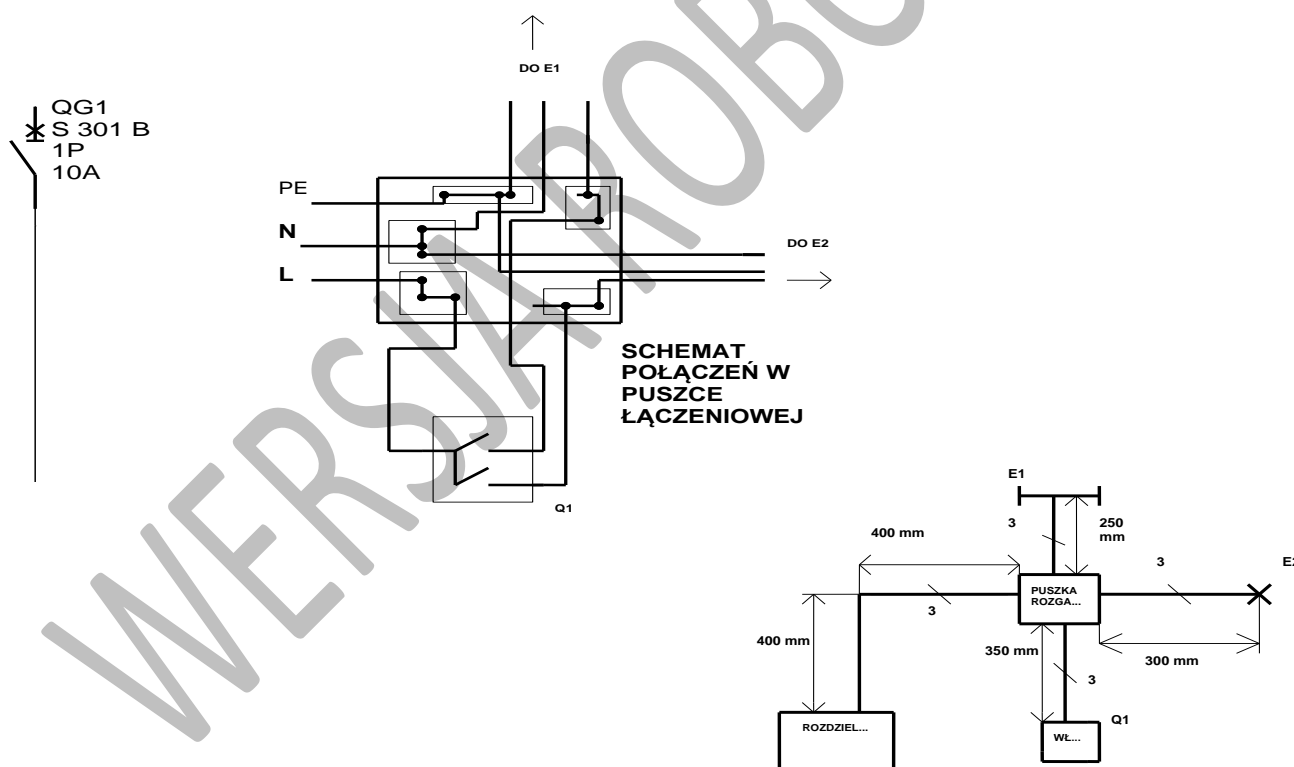 DO E1
QG1
S 301 B
1P
10A
PE
N
L
DO E2
SCHEMAT
POŁĄCZEŃ W
PUSZCE
ŁĄCZENIOWEJ
Q1
E1
3
250
mm
400 mm
3
E2
PUSZKA
ROZGA...
3
400 mm
350 mm
300 mm
3
Q1
ROZDZIEL...
WŁ...
WERSJA ROBO